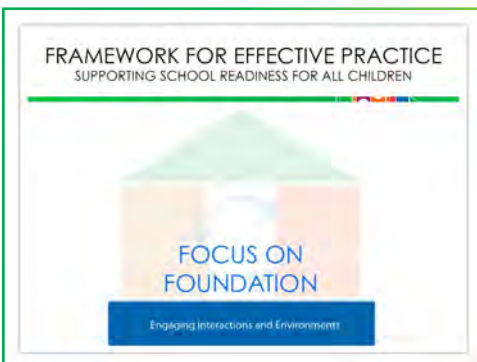 FRAMEWORK FOR EFFECTIVE PRACTICE
SUPPORTING SCHOOL READINESS FOR ALL CHILDREN
FOCUS ON
FOUNDATION
Engaging Interactions and Environments